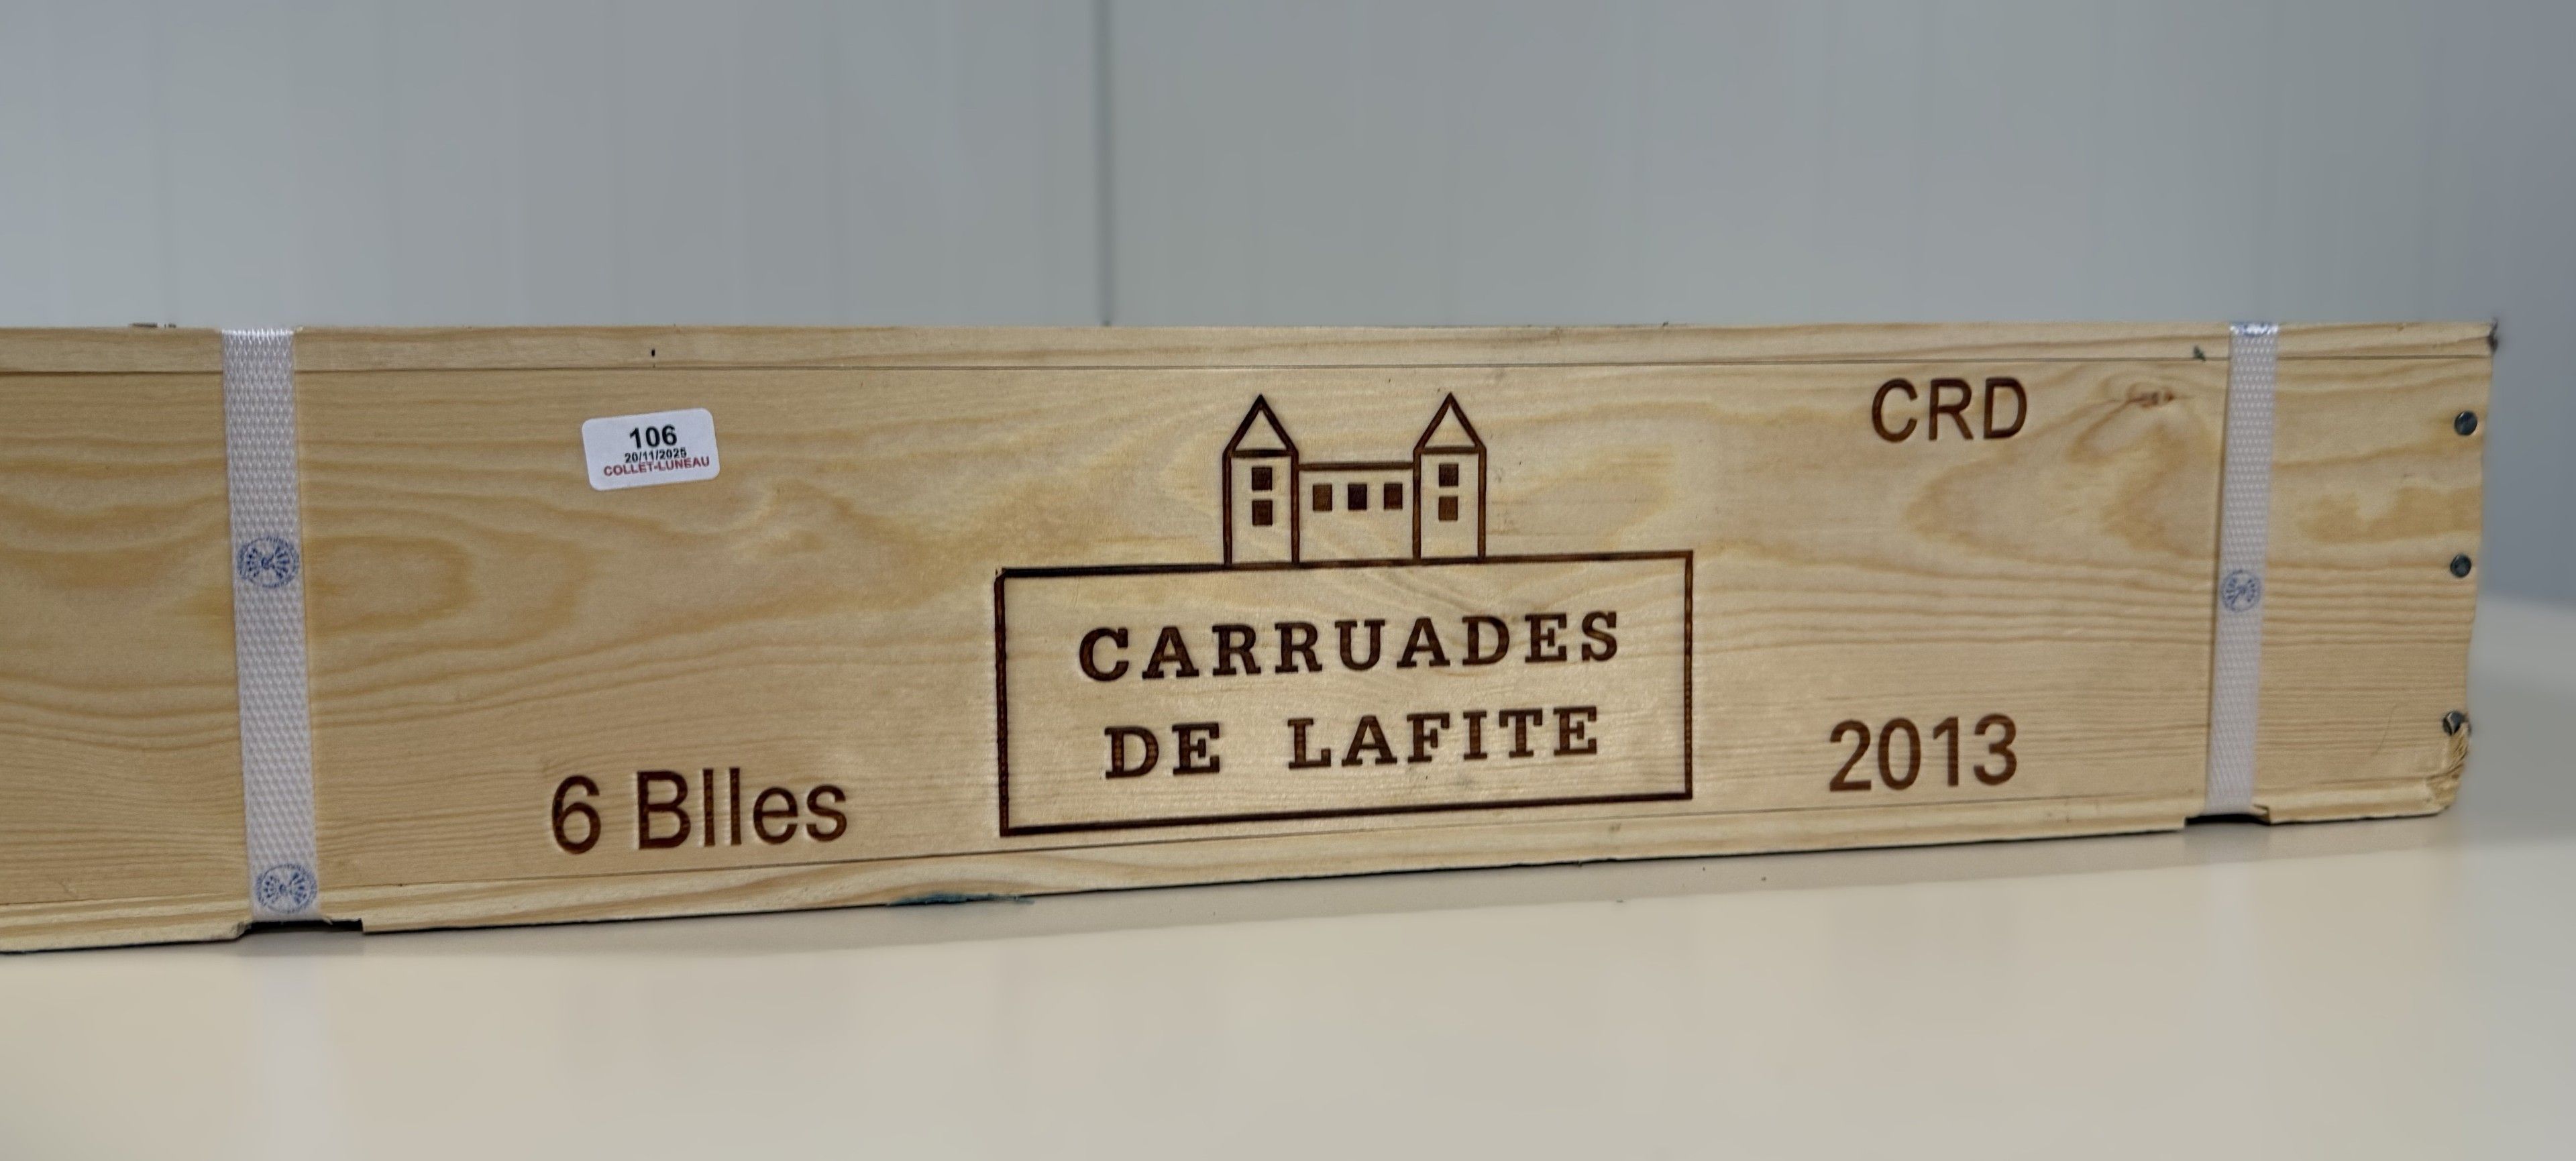 106
20/11/2025
COLLET-LUNEAU
CRD
CARRUADES
DE LAFITE
6 Blles
2013